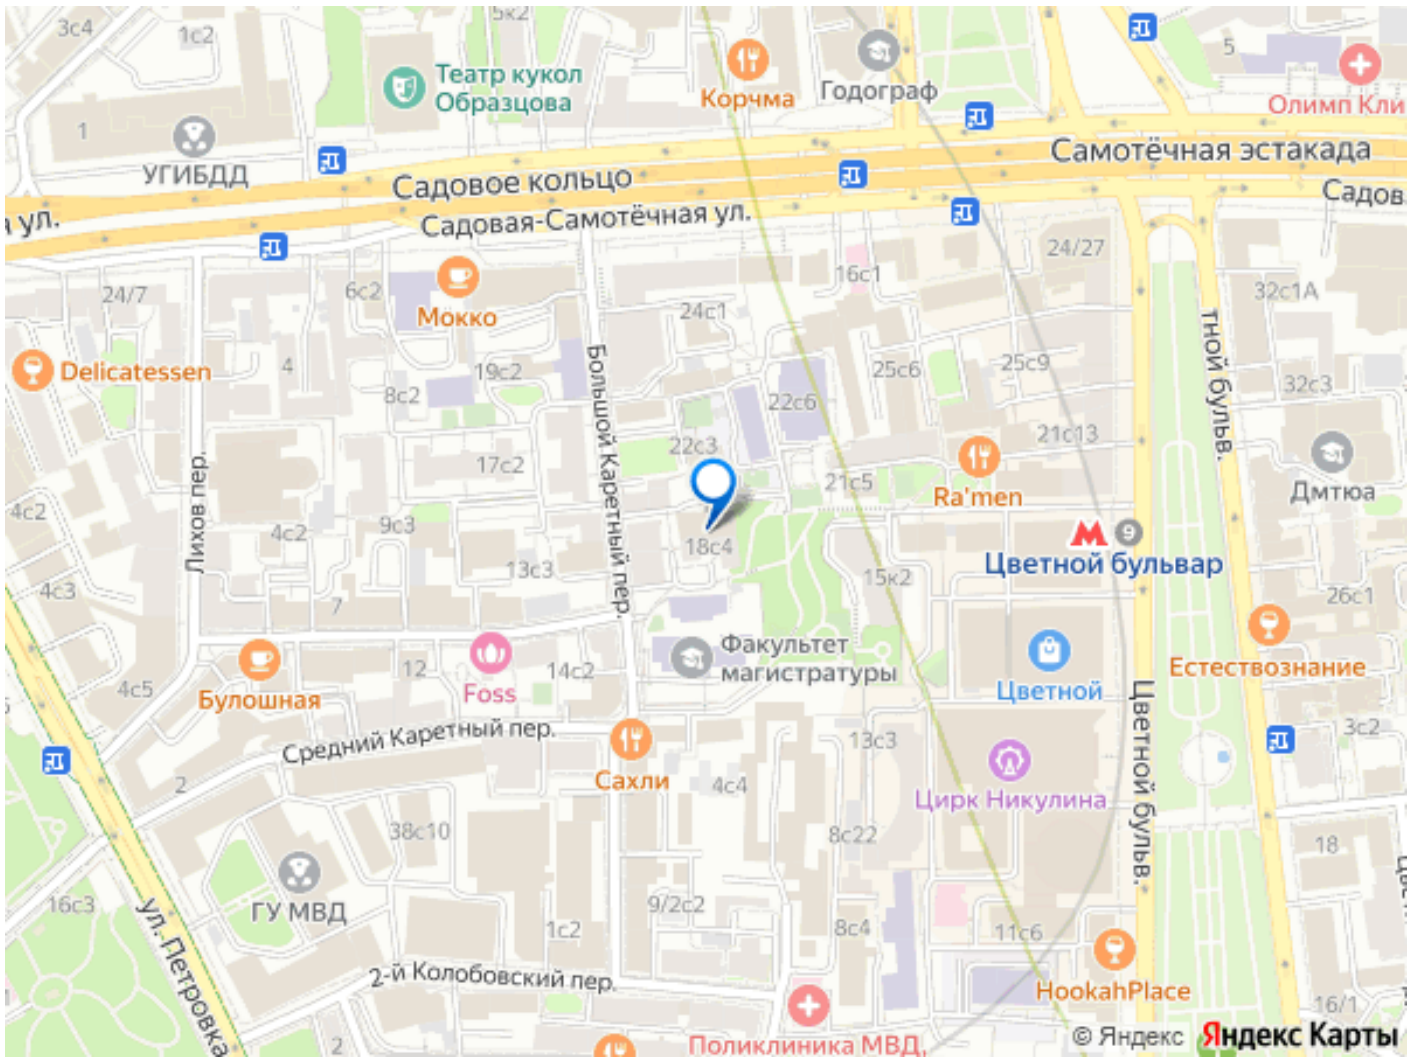 3с4
1с2
5к2
Театр кукол
Образцова
Корчма
Годограф
5
Олимп Кли
1
УГИБДД
Самотёчная эстакада
Садовое кольцо
Садов
а ул.
Садовая-Самотёчная ул.
24/7
6с2
Мокко
24с1
16с1
24/27
32с1А
Delicatessen
4
19с2
8с2
25с6
25с9
тной бульв.
32с3
Большой Каретный пер.
22с6
22с3
21с13
17с2
21с5
Ra'men
Дмтюа
4с2
Лихов пер.
4с2
9с3
18с4
9
Цветной бульвар
13с3
15к2
4с3
7
26с1
Факультет
магистратуры
Естествознание
4с5
Булошная
12
Foss
14с2
Цветной
Цветной бульв.
Средний Каретный пер.
13с3
3с2
2
Сахли
4с4
Цирк Никулина
38с10
8с22
18
16с3
ГУ МВД
ул. Петровка
9/2с2
1с2
8с4
11с6
2-й Колобовский пер.
HookahPlace
16/1
2
Поликлиника МВД,
© Яндекс
Яндекс Карты